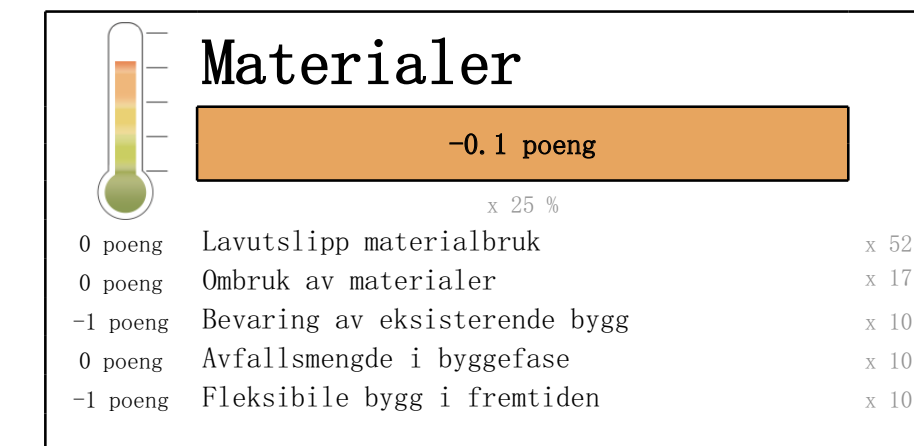 Materialer
-0.1 poeng
x 25 %
0 poeng Lavutslipp materialbruk x 52
0 poeng Ombruk av materialer x 17
-1 poeng Bevaring av eksisterende bygg x 10
0 poeng Avfallsmengde i byggefase x 10
-1 poeng Fleksibile bygg i fremtiden x 10